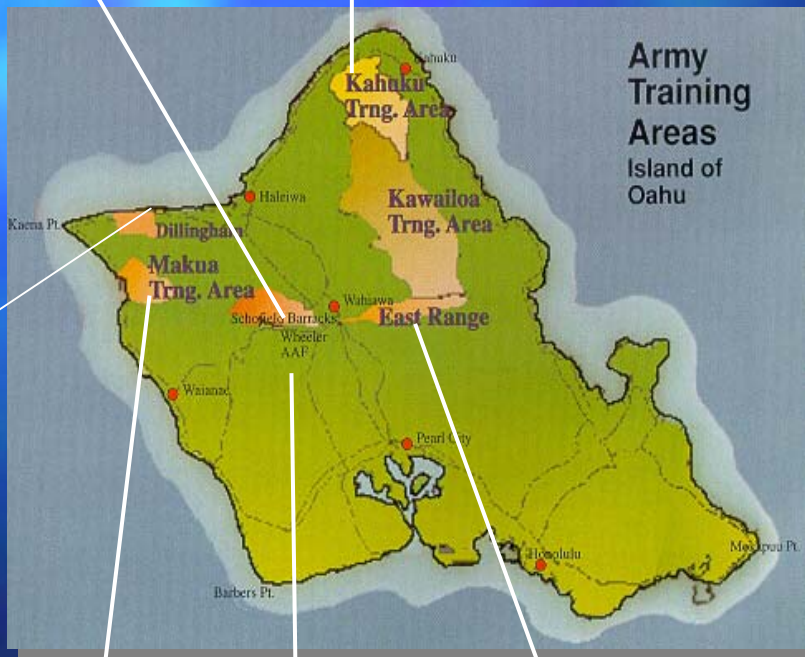 Army
Training
Areas
Island of
Oahu
Kahuku
Kahuku
Trng. Area
Haleiwa
Kawailoa
Trng. Area
Kaena Pt.
Dillingham
Makua
Trng. Area
Wahiawa
Schofield Barracks
East Range
Wheeler
AAF
Waianae
Pearl City
Honolulu
Makapuu Pt.
Barbers Pt.